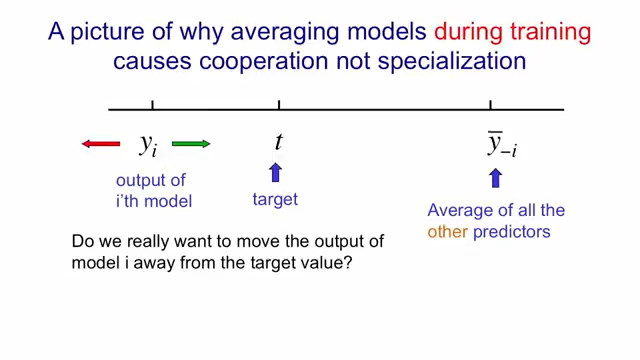 A picture of why averaging models during training
causes cooperation not specialization
yᵢ t y̅₋ᵢ
output of
i'th model
target
Average of all the
other predictors
Do we really want to move the output of
model i away from the target value?